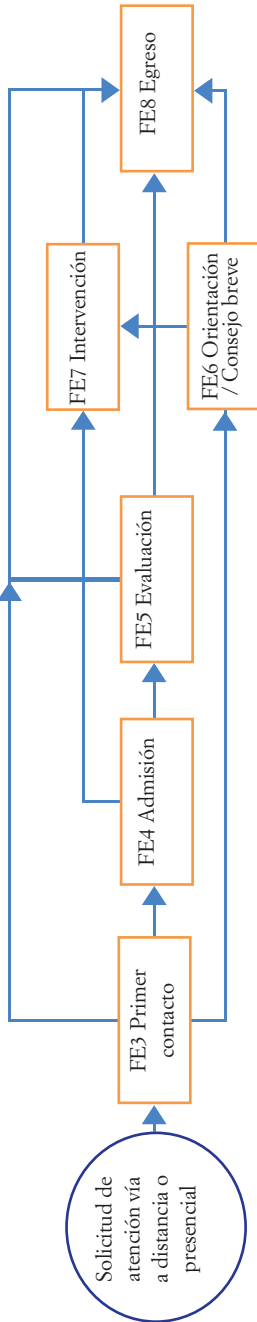 Solicitud de
atención vía
a distancia o
presencial
FE3 Primer
contacto
FE4 Admisión
FE5 Evaluación
FE7 Intervención
FE6 Orientación
/ Consejo breve
FE8 Egreso